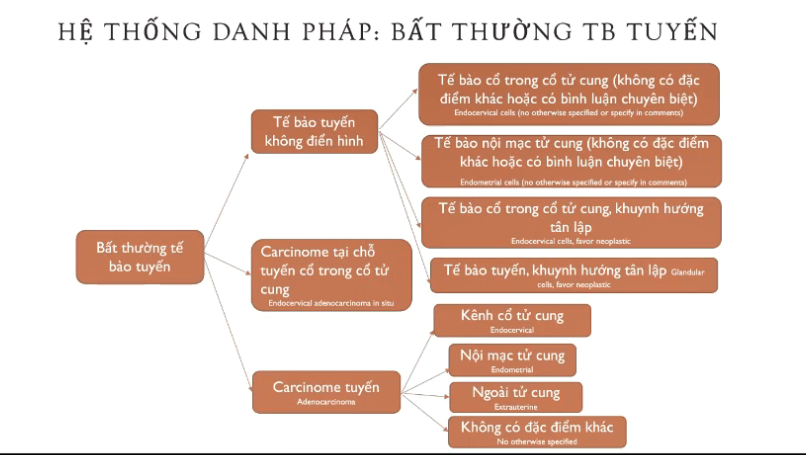 HỆ THỐNG DANH PHÁP: BẤT THƯỜNG TB TUYẾN
Tế bào cổ trong cổ tử cung (không có đặc
điểm khác hoặc có bình luận chuyên biệt)
Endocervical cells (no otherwise specified or specify in comments)
Tế bào tuyến
không điển hình
Tế bào nội mạc tử cung (không có đặc điểm
khác hoặc có bình luận chuyên biệt)
Endometrial cells (no otherwise specified or specify in comments)
Tế bào cổ trong cổ tử cung, khuynh hướng
tân lập
Endocervical cells, favor neoplastic
Bất thường tế
bào tuyến
Carcinome tại chỗ
tuyến cổ trong cổ tử
cung
Endocervical adenocarcinoma in situ
Tế bào tuyến, khuynh hướng tân lập Glandular
cells, favor neoplastic
Kênh cổ tử cung
Endocervical
Nội mạc tử cung
Endometrial
Carcinome tuyến
Adenocarcinoma
Ngoài tử cung
Extrauterine
Không có đặc điểm khác
No otherwise specified